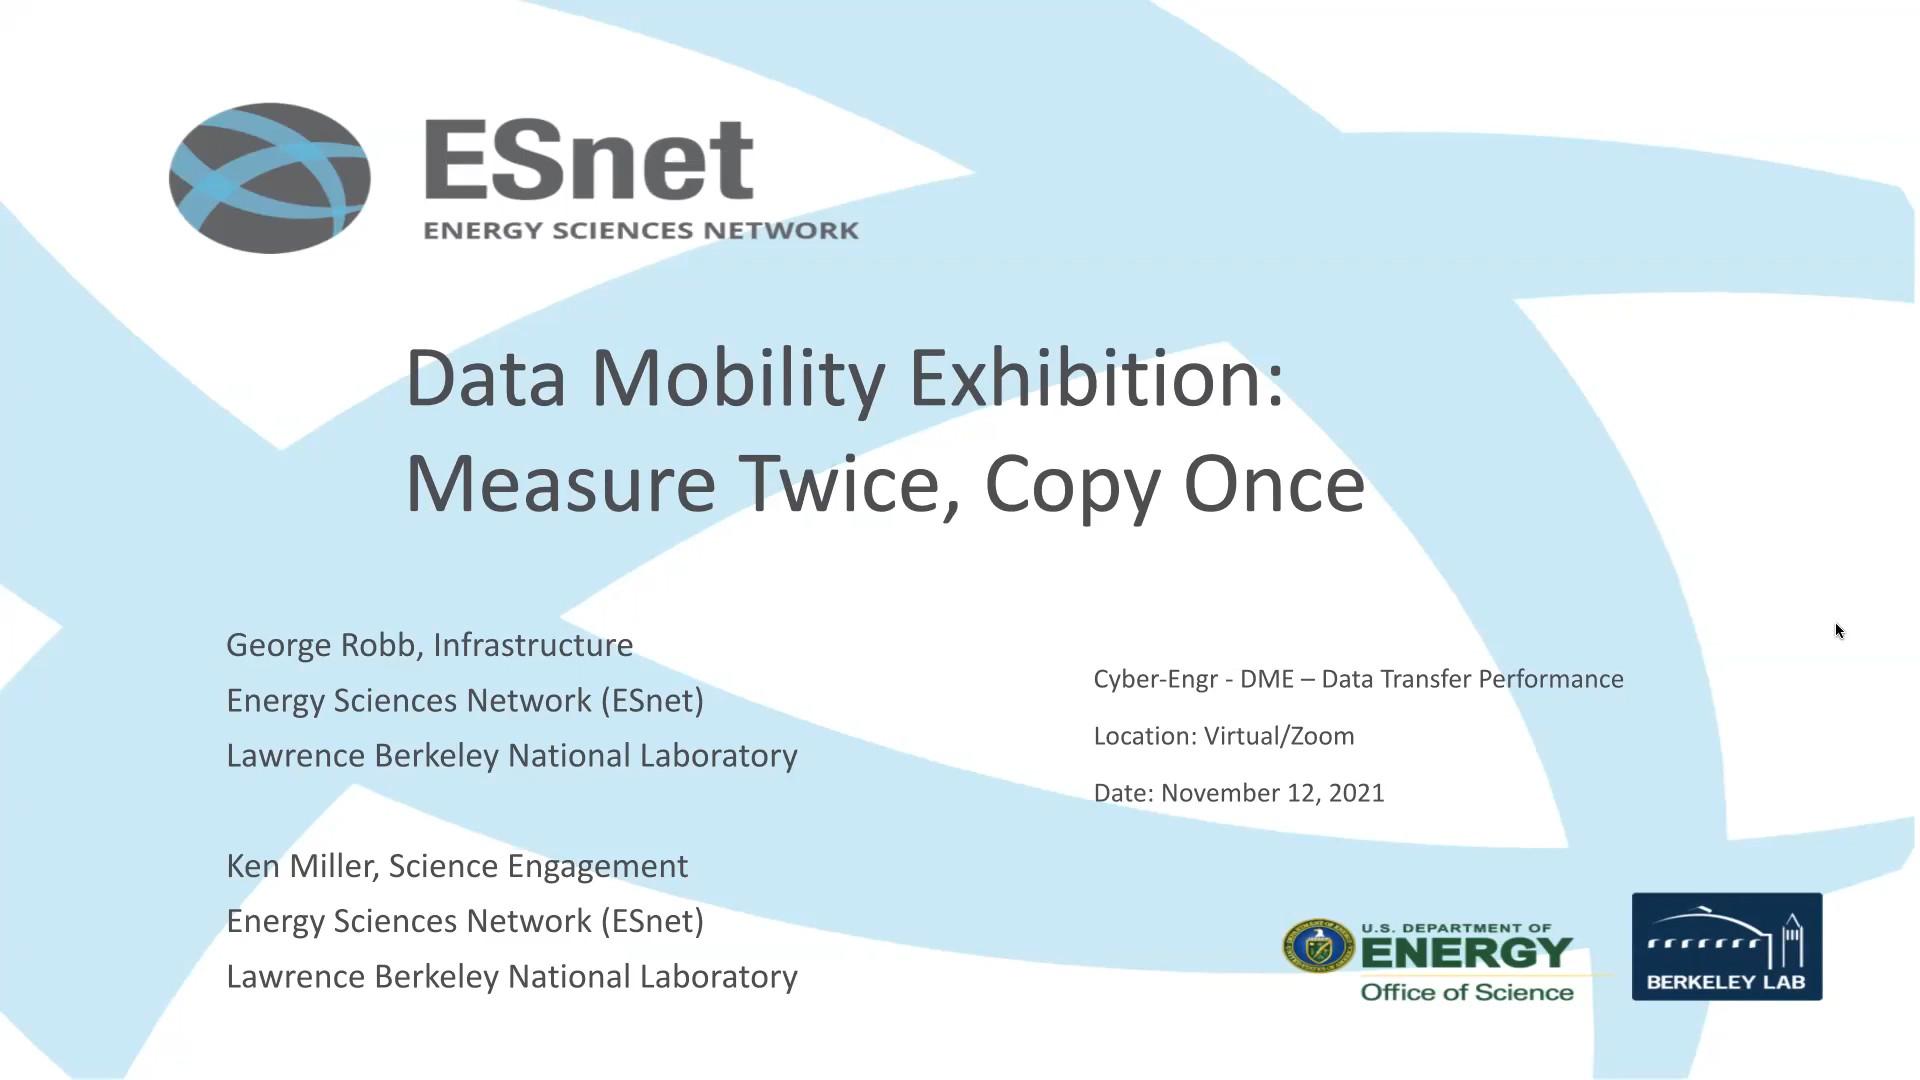 ESnet
ENERGY SCIENCES NETWORK
Data Mobility Exhibition:
Measure Twice, Copy Once
George Robb, Infrastructure
Energy Sciences Network (ESnet)
Lawrence Berkeley National Laboratory
Ken Miller, Science Engagement
Energy Sciences Network (ESnet)
Lawrence Berkeley National Laboratory
Cyber-Engr - DME – Data Transfer Performance
Location: Virtual/Zoom
Date: November 12, 2021
U.S. DEPARTMENT OF
ENERGY
Office of Science
BERKELEY LAB